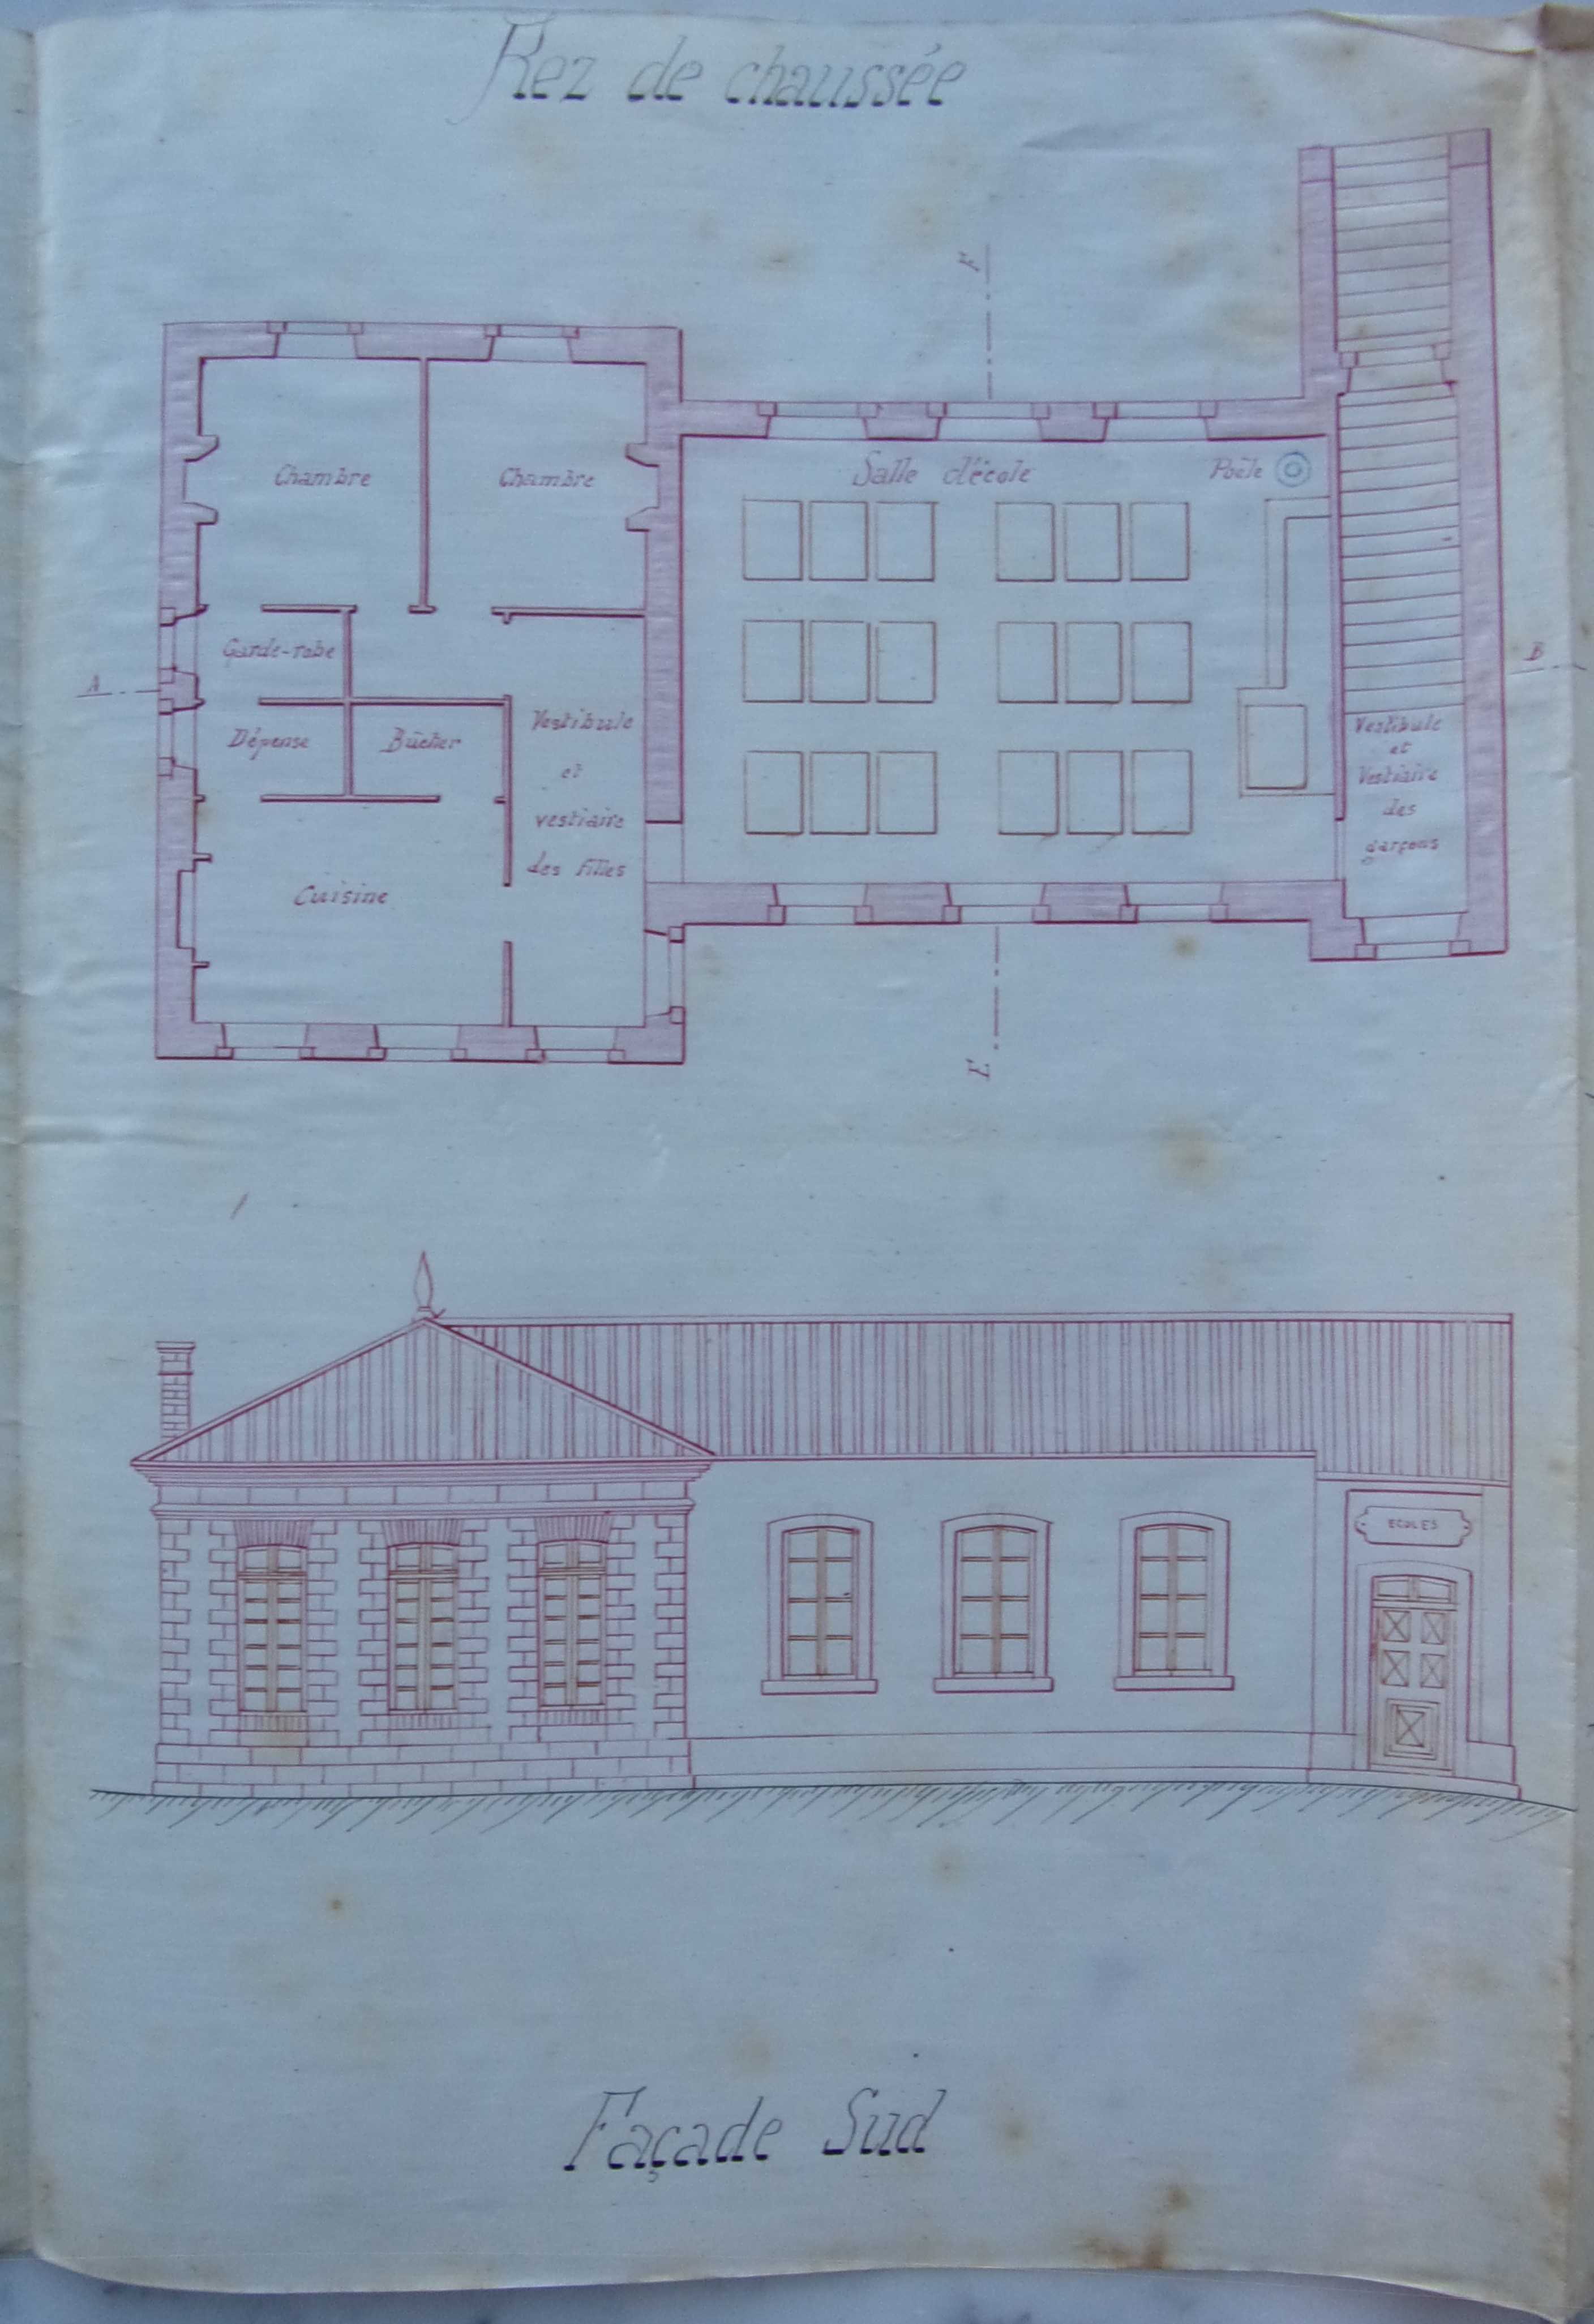 Rez de chaussée
F
Salle d'école
Poêle
Chambre
Chambre
Garde-robe
A
B
Dépense
Bûcher
Vestibule
et
vestiaire
des filles
Vestibule
et
Vestiaire
des
garçons
Cuisine
E
ECOLES
Façade Sud